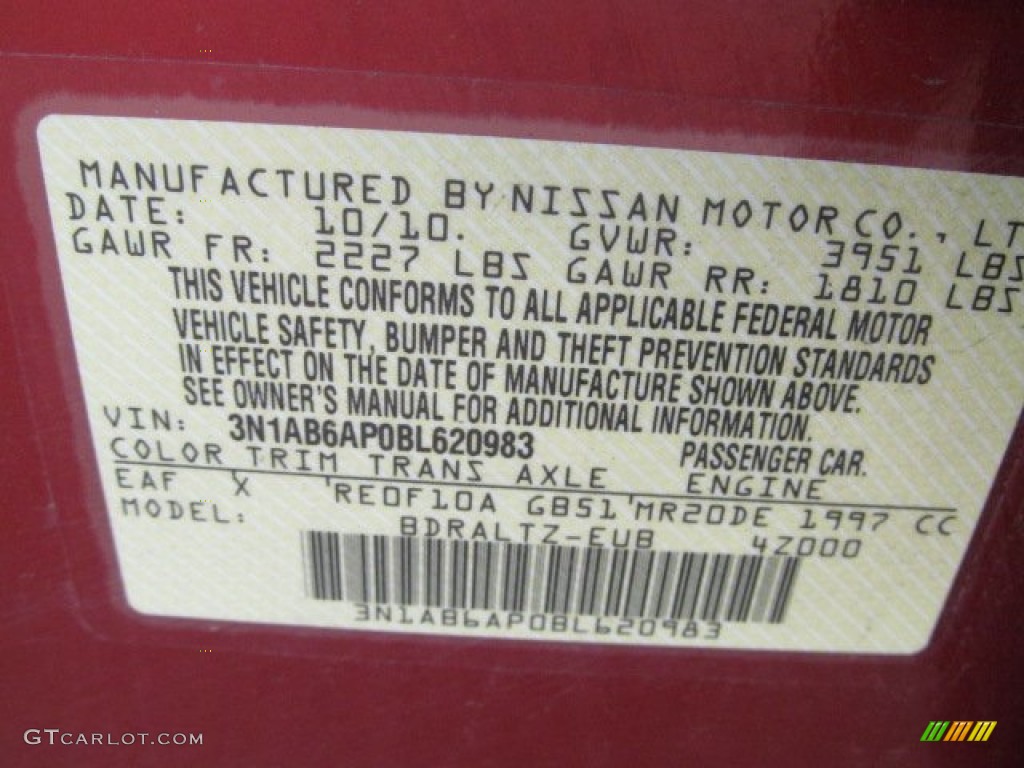 MANUFACTURED BY NISSAN MOTOR CO., LT
DATE: 10/10. GVWR: 3951 LBS
GAWR FR: 2227 LBS GAWR RR: 1810 LBS
THIS VEHICLE CONFORMS TO ALL APPLICABLE FEDERAL MOTOR
VEHICLE SAFETY, BUMPER AND THEFT PREVENTION STANDARDS
IN EFFECT ON THE DATE OF MANUFACTURE SHOWN ABOVE.
SEE OWNER'S MANUAL FOR ADDITIONAL INFORMATION.
VIN: 3N1AB6AP0BL620983 PASSENGER CAR.
COLOR TRIM TRANS AXLE ENGINE
EAF X 'RE0F10A GB51'MR20DE 1997 CC
MODEL: BDRALTZ-EUB 4Z000
3N1AB6AP0BL620983
GTCARLOT.COM